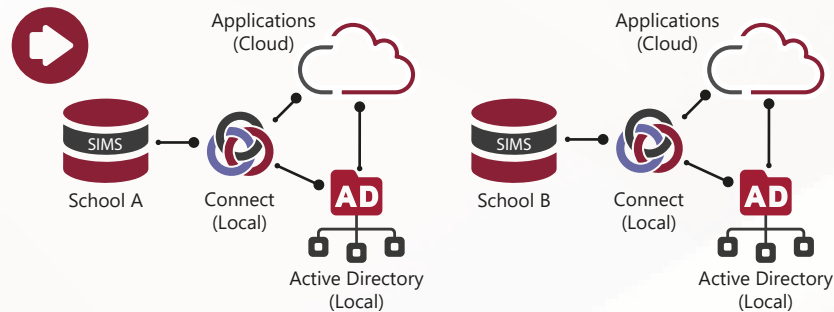 Applications
(Cloud)
SIMS
School A
Connect
(Local)
AD
Active Directory
(Local)
Applications
(Cloud)
SIMS
School B
Connect
(Local)
AD
Active Directory
(Local)